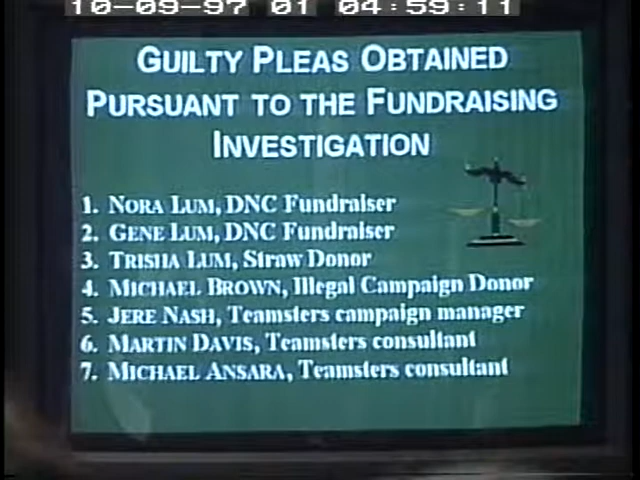 10-09-97 01 04:59:11
GUILTY PLEAS OBTAINED
PURSUANT TO THE FUNDRAISING
INVESTIGATION
1. NORA LUM, DNC Fundraiser
2. GENE LUM, DNC Fundraiser
3. TRISHA LUM, Straw Donor
4. MICHAEL BROWN, Illegal Campaign Donor
5. JERE NASH, Teamsters campaign manager
6. MARTIN DAVIS, Teamsters consultant
7. MICHAEL ANSARA, Teamsters consultant